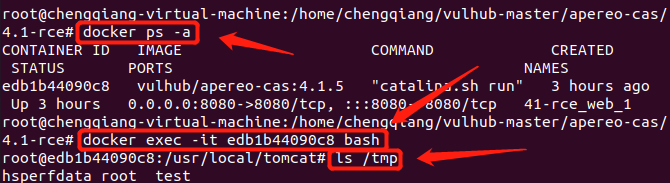 root@chengqiang-virtual-machine:/home/chengqiang/vulhub-master/apereo-cas/
4.1-rce# docker ps -a
CONTAINER ID   IMAGE                     COMMAND             CREATED
 STATUS       PORTS                                       NAMES
edb1b44090c8   vulhub/apereo-cas:4.1.5   "catalina.sh run"   3 hours ago
 Up 3 hours   0.0.0.0:8080->8080/tcp, :::8080->8080/tcp   41-rce_web_1
root@chengqiang-virtual-machine:/home/chengqiang/vulhub-master/apereo-cas/
4.1-rce# docker exec -it edb1b44090c8 bash
root@edb1b44090c8:/usr/local/tomcat# ls /tmp
hsperfdata_root  test